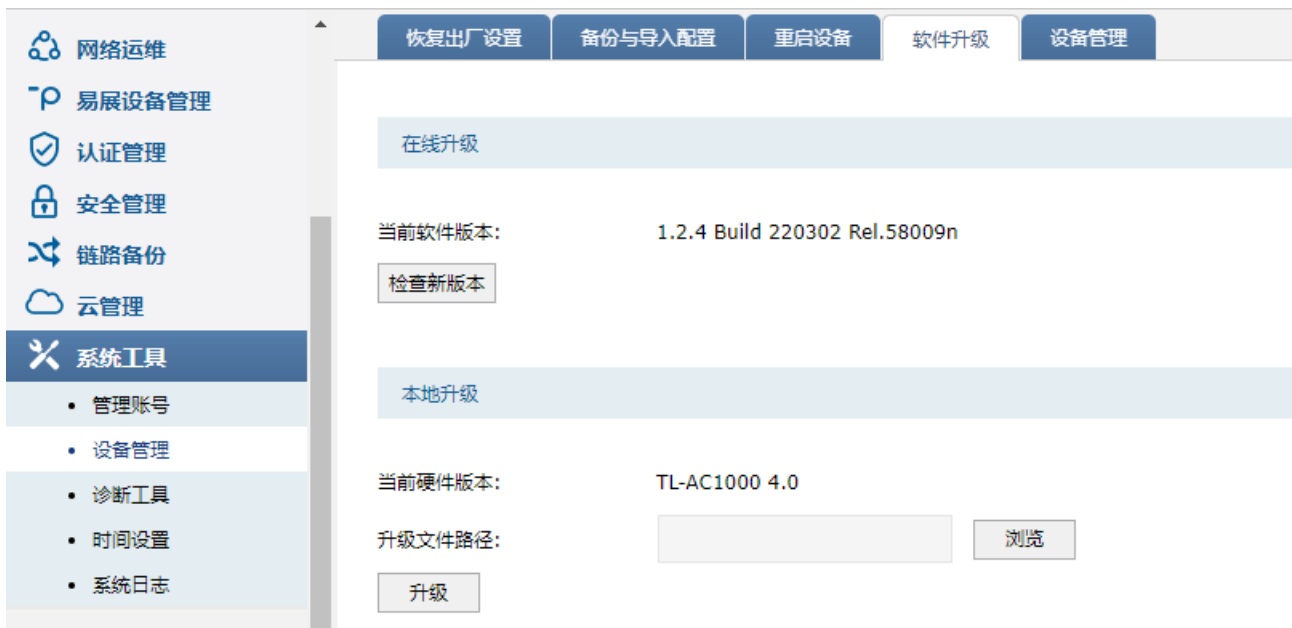 网络运维
易展设备管理
认证管理
安全管理
链路备份
云管理
系统工具
管理账号
设备管理
诊断工具
时间设置
系统日志
恢复出厂设置 备份与导入配置 重启设备 软件升级 设备管理
在线升级
当前软件版本: 1.2.4 Build 220302 Rel.58009n
检查新版本
本地升级
当前硬件版本: TL-AC1000 4.0
升级文件路径: 浏览
升级